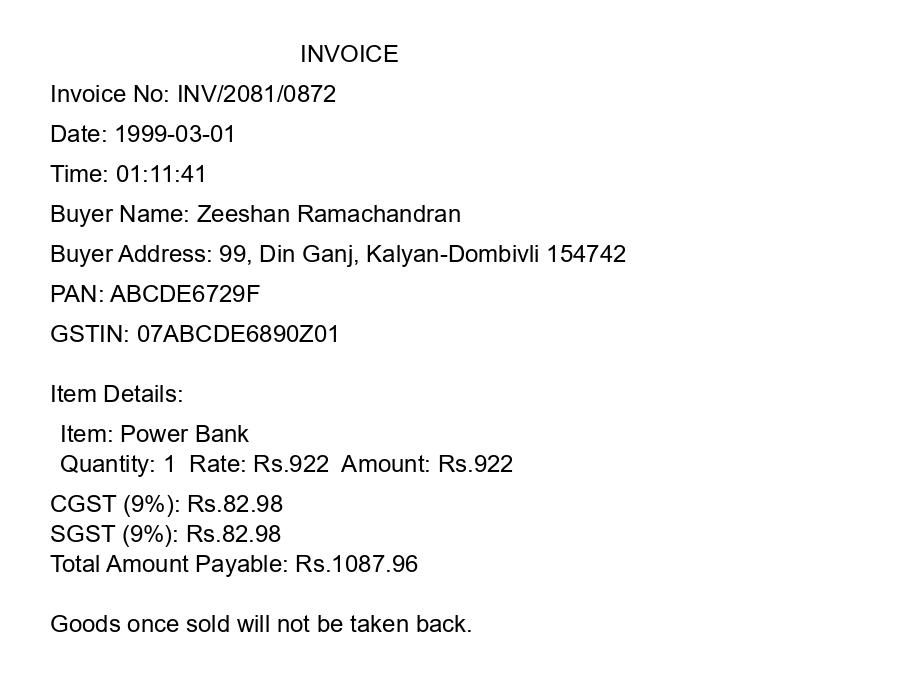 INVOICE
Invoice No: INV/2081/0872
Date: 1999-03-01
Time: 01:11:41
Buyer Name: Zeeshan Ramachandran
Buyer Address: 99, Din Ganj, Kalyan-Dombivli 154742
PAN: ABCDE6729F
GSTIN: 07ABCDE6890Z01
Item Details:
Item: Power Bank
Quantity: 1 Rate: Rs.922 Amount: Rs.922
CGST (9%): Rs.82.98
SGST (9%): Rs.82.98
Total Amount Payable: Rs.1087.96
Goods once sold will not be taken back.